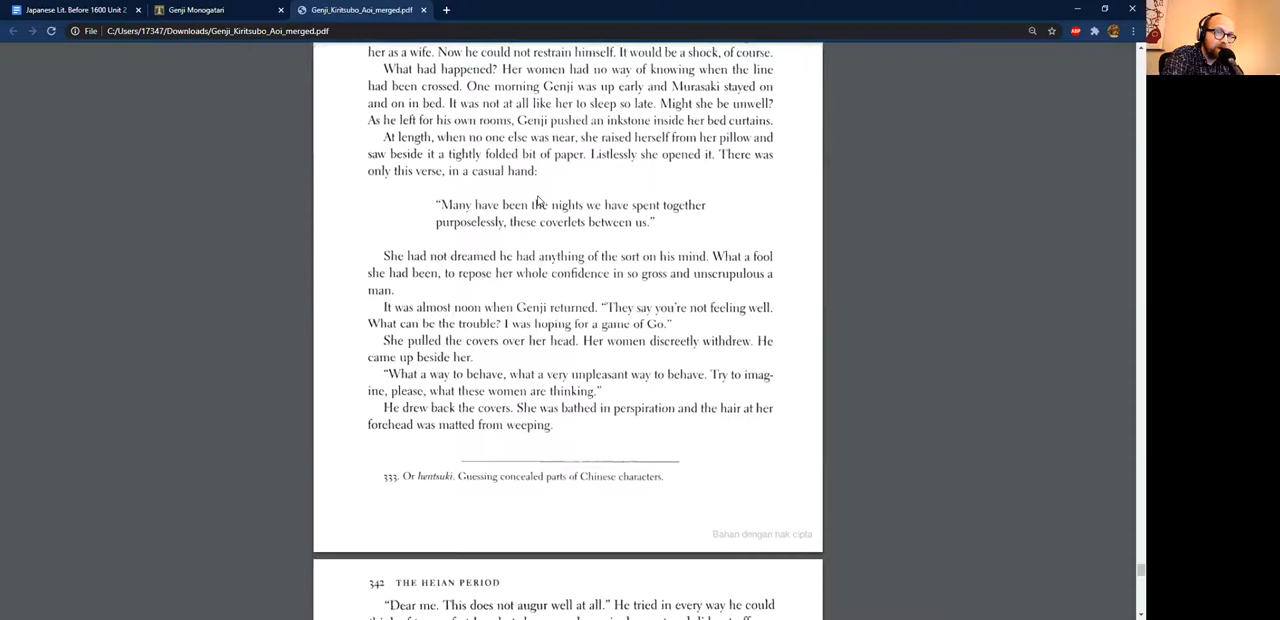 Japanese Lit. Before 1600 Unit 2
Genji Monogatari
Genji_Kiritsubo_Aoi_merged.pdf
File
C:/Users/17347/Downloads/Genji_Kiritsubo_Aoi_merged.pdf
her as a wife. Now he could not restrain himself. It would be a shock, of course.
What had happened? Her women had no way of knowing when the line
had been crossed. One morning Genji was up early and Murasaki stayed on
and on in bed. It was not at all like her to sleep so late. Might she be unwell?
As he left for his own rooms, Genji pushed an inkstone inside her bed curtains.
At length, when no one else was near, she raised herself from her pillow and
saw beside it a tightly folded bit of paper. Listlessly she opened it. There was
only this verse, in a casual hand:
“Many have been the nights we have spent together
purposelessly, these coverlets between us.”
She had not dreamed he had anything of the sort on his mind. What a fool
she had been, to repose her whole confidence in so gross and unscrupulous a
man.
It was almost noon when Genji returned. “They say you’re not feeling well.
What can be the trouble? I was hoping for a game of Go.”
She pulled the covers over her head. Her women discreetly withdrew. He
came up beside her.
“What a way to behave, what a very unpleasant way to behave. Try to imag-
ine, please, what these women are thinking.”
He drew back the covers. She was bathed in perspiration and the hair at her
forehead was matted from weeping.
333. Or hentsuki. Guessing concealed parts of Chinese characters.
Bahan dengan hak cipta
342 THE HEIAN PERIOD
“Dear me. This does not augur well at all.” He tried in every way he could